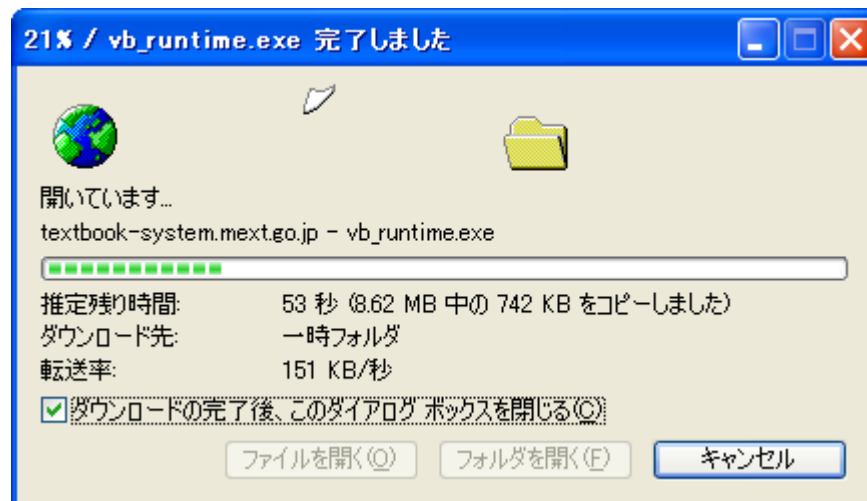 21% / vb_runtime.exe 完了しました
開いています...
textbook-system.mext.go.jp - vb_runtime.exe
推定残り時間: 53 秒 (8.62 MB 中の 742 KB をコピーしました)
ダウンロード先: 一時フォルダ
転送率: 151 KB/秒
ダウンロードの完了後、このダイアログ ボックスを閉じる(C)
ファイルを開く(O) フォルダを開く(F) キャンセル